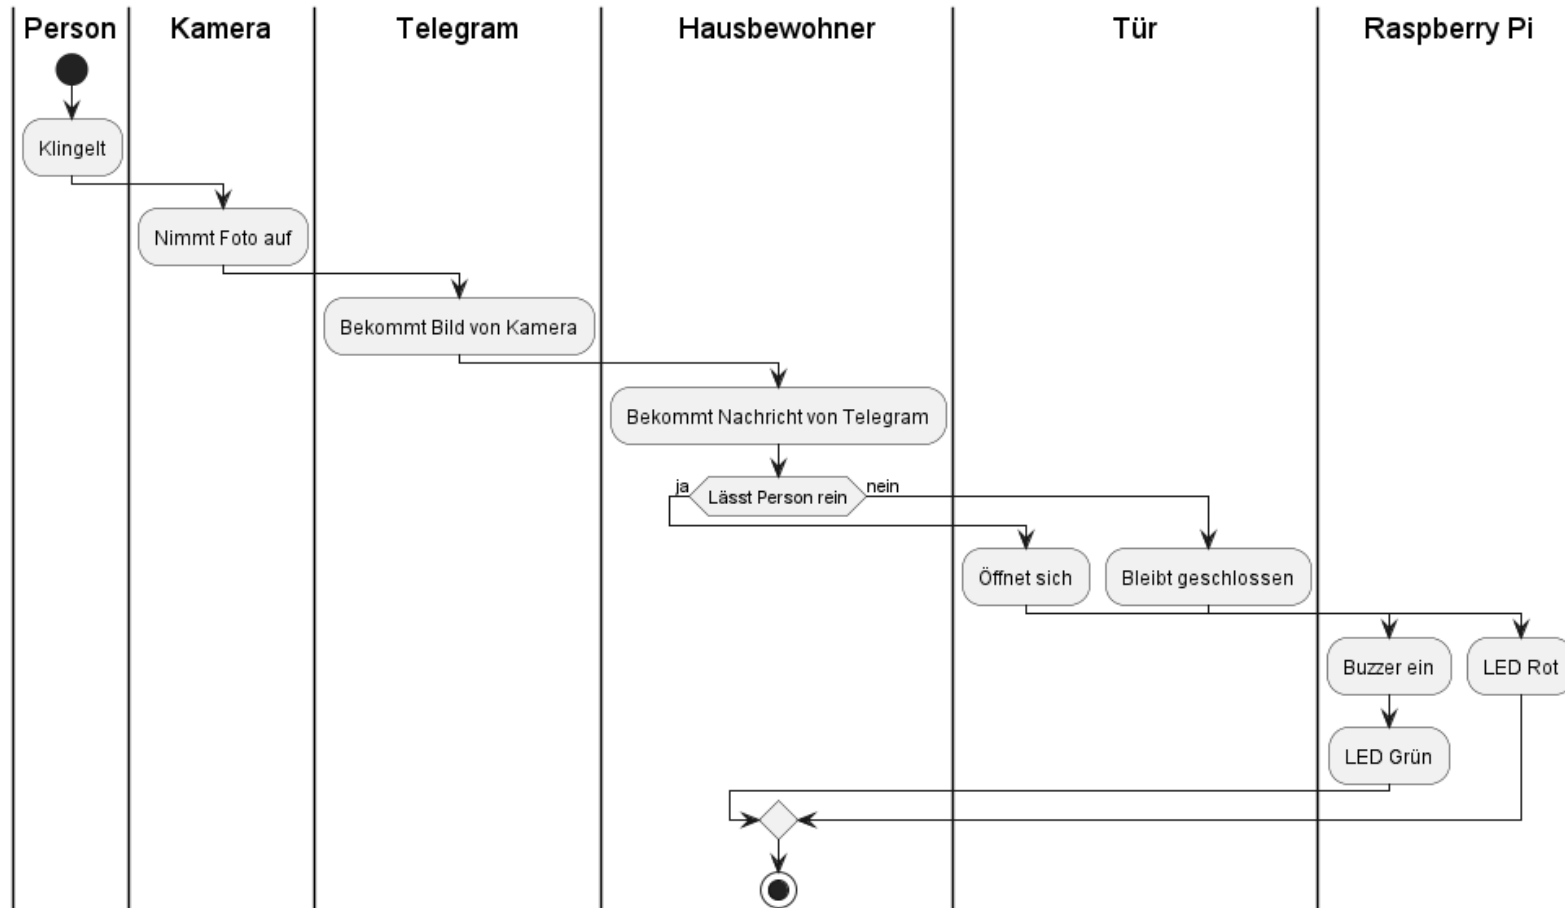 Person
Kamera
Telegram
Hausbewohner
Tür
Raspberry Pi
Klingelt
Nimmt Foto auf
Bekommt Bild von Kamera
Bekommt Nachricht von Telegram
ja
Lässt Person rein
nein
Öffnet sich
Bleibt geschlossen
Buzzer ein
LED Rot
LED Grün